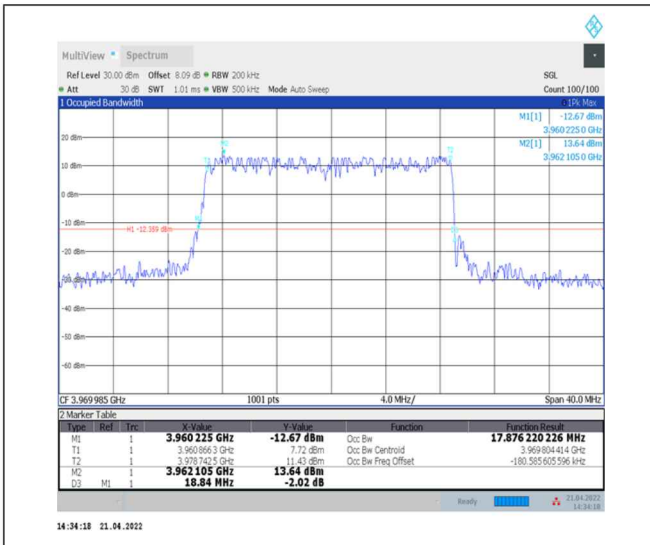 MultiView Spectrum
Ref Level 30.00 dBm Offset 8.09 dB RBW 200 kHz SGL
Att 30 dB SWT 1.01 ms VBW 500 kHz Mode Auto Sweep Count 100/100
1 Occupied Bandwidth 1Pk Max
M1[1] -12.67 dBm
3.960 225 0 GHz
M2[1] 13.64 dBm
3.962 105 0 GHz
20 dBm
10 dBm
0 dBm
-10 dBm
H1 -12.359 dBm
-20 dBm
-30 dBm
-40 dBm
-50 dBm
-60 dBm
CF 3.969 985 GHz 1001 pts 4.0 MHz/ Span 40.0 MHz
2 Marker Table
Type Ref Trc X-Value Y-Value Function Function Result
M1 1 3.960 225 GHz -12.67 dBm Occ Bw 17.876 220 226 MHz
T1 1 3.960 866 3 GHz 7.72 dBm Occ Bw Centroid 3.969 804 414 GHz
T2 1 3.978 742 5 GHz 11.43 dBm Occ Bw Freq Offset -180.585 605 596 kHz
M2 1 3.962 105 GHz 13.64 dBm
D3 M1 1 18.84 MHz -2.02 dB
Ready 21.04.2022
14:34:18
14:34:18 21.04.2022